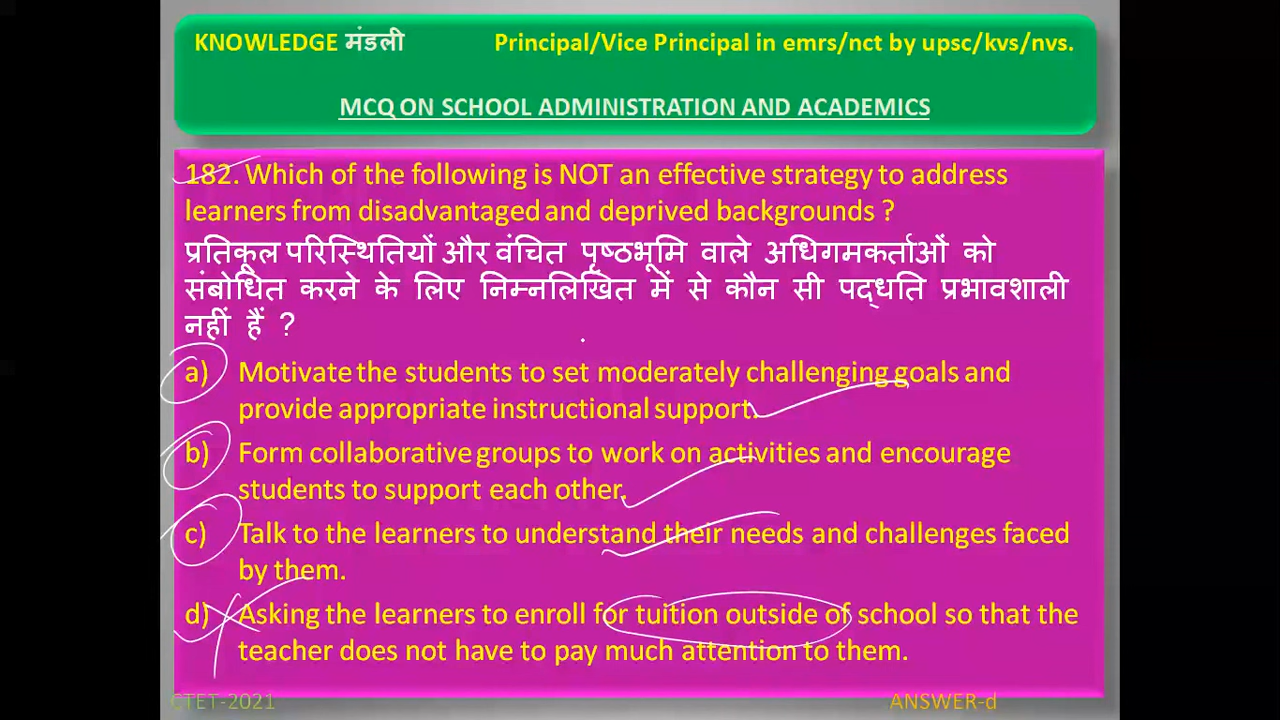 KNOWLEDGE मंडली Principal/Vice Principal in emrs/nct by upsc/kvs/nvs.
MCQ ON SCHOOL ADMINISTRATION AND ACADEMICS
182. Which of the following is NOT an effective strategy to address
learners from disadvantaged and deprived backgrounds ?
प्रतिकूल परिस्थितियों और वंचित पृष्ठभूमि वाले अधिगमकर्ताओं को
संबोधित करने के लिए निम्नलिखित में से कौन सी पद्धति प्रभावशाली
नहीं हैं ?
a) Motivate the students to set moderately challenging goals and
provide appropriate instructional support.
b) Form collaborative groups to work on activities and encourage
students to support each other.
c) Talk to the learners to understand their needs and challenges faced
by them.
d) Asking the learners to enroll for tuition outside of school so that the
teacher does not have to pay much attention to them.
CTET-2021 ANSWER-d